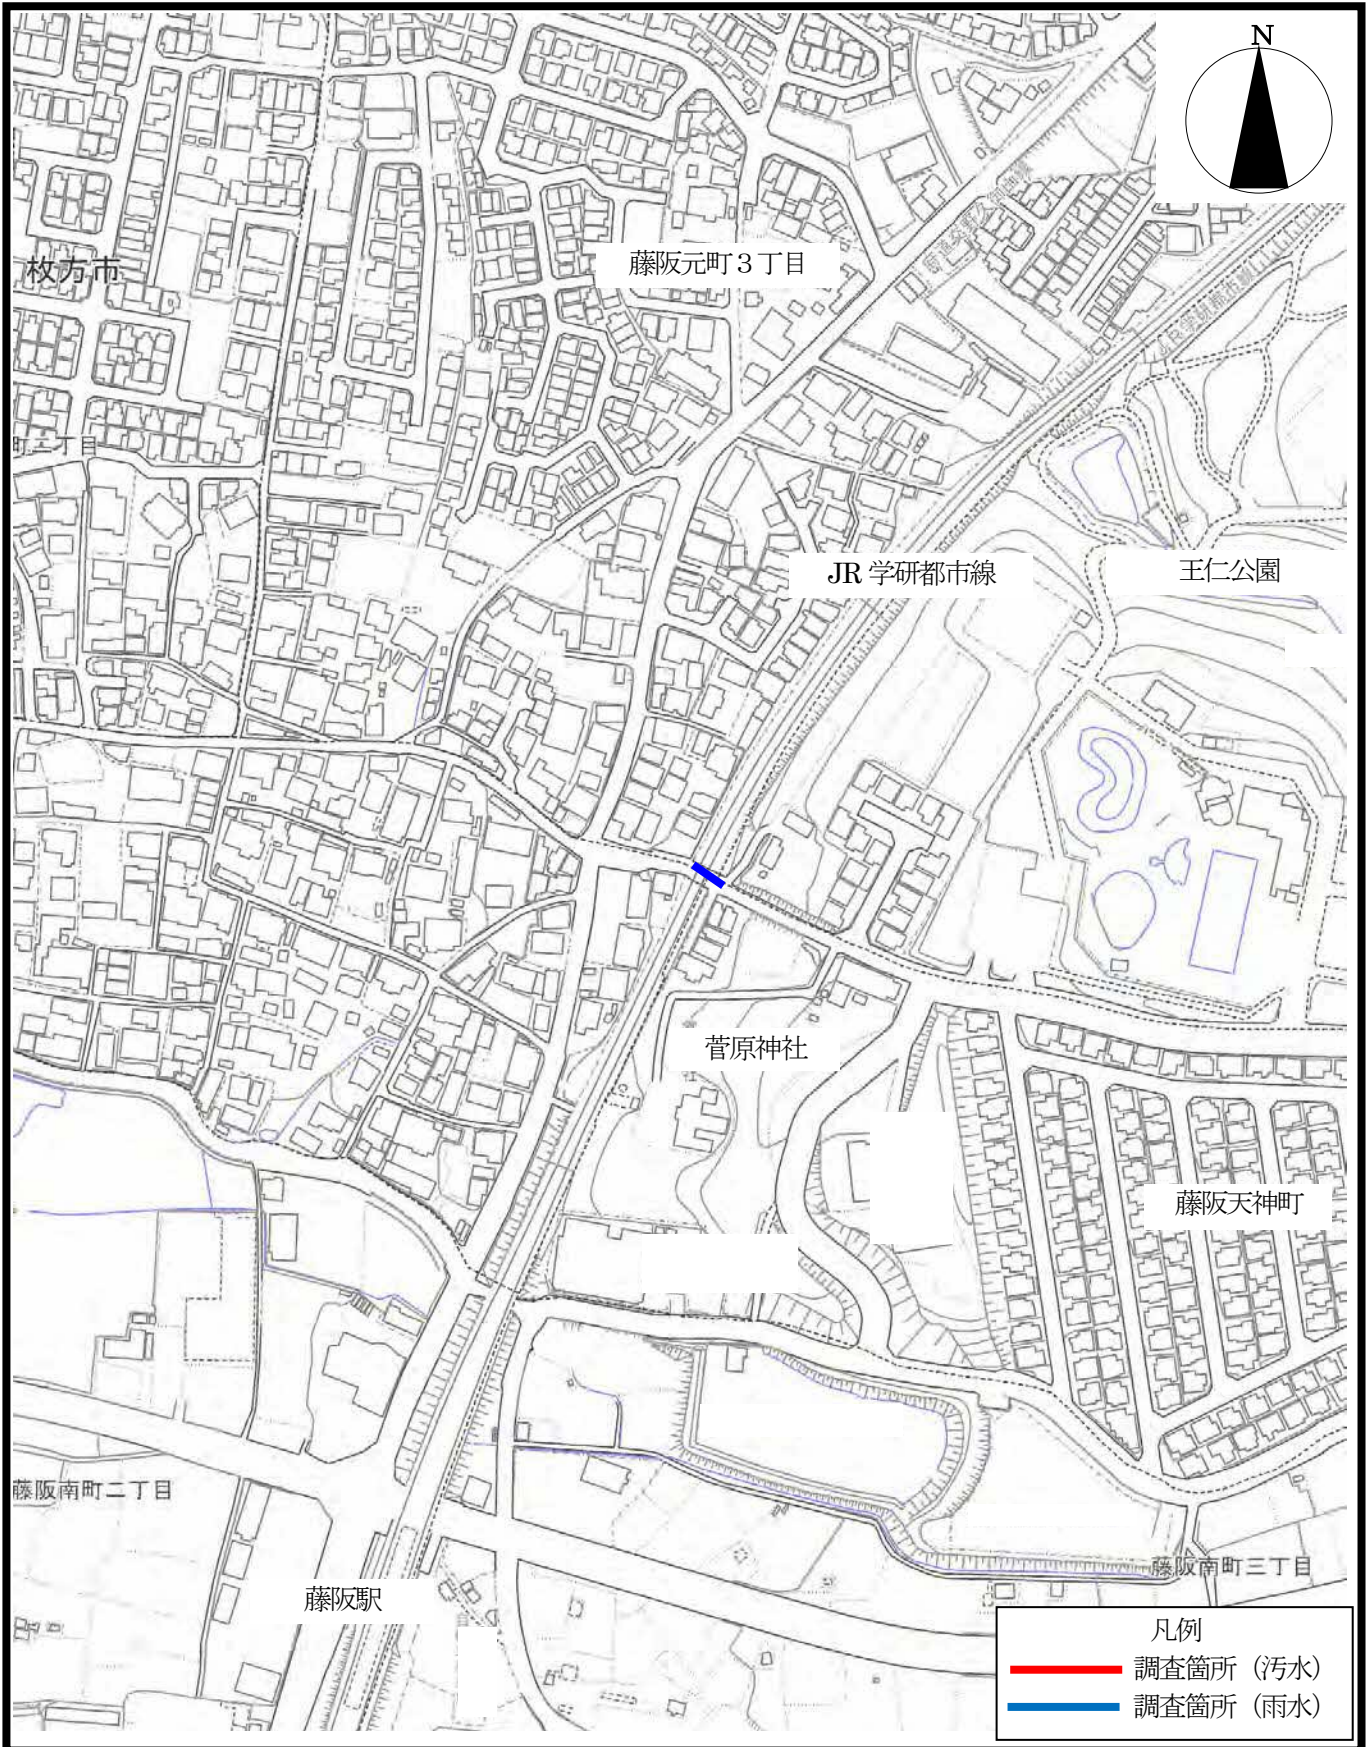 N
藤阪元町３丁目
枚方市
JR学研都市線
王仁公園
菅原神社
藤阪天神町
藤阪南町二丁目
藤阪南町三丁目
藤阪駅
凡例
調査箇所（汚水）
調査箇所（雨水）